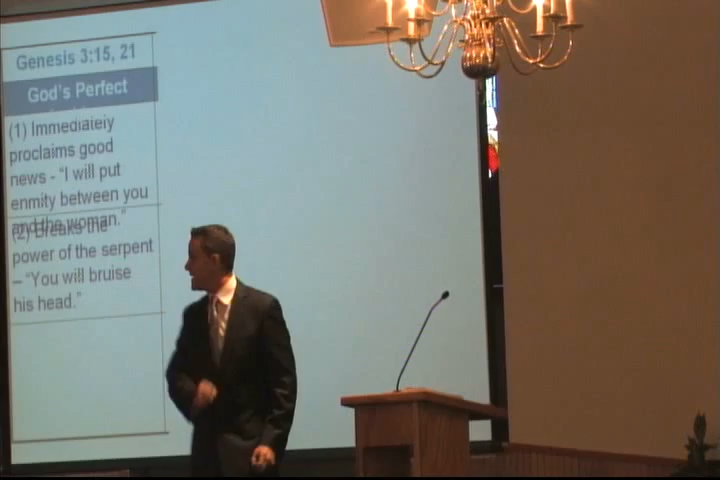 Genesis 3:15, 21
God's Perfect
(1) Immediately
proclaims good
news - "I will put
enmity between you
and the woman."
(2) Breaks the
power of the serpent
– "You will bruise
his head."